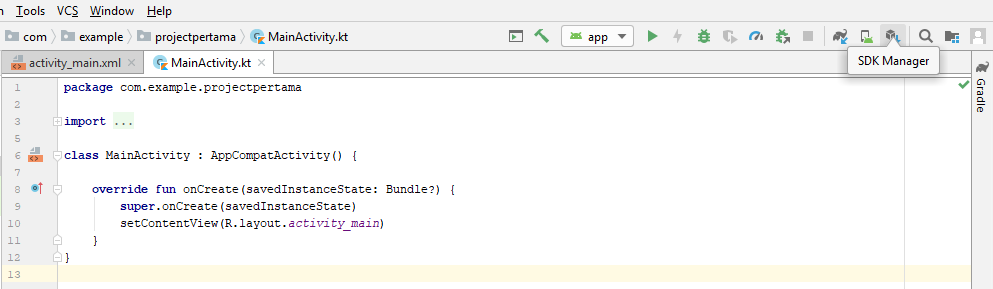 Tools VCS Window Help
com example projectpertama MainActivity.kt app
activity_main.xml MainActivity.kt
SDK Manager
Gradle
1 package com.example.projectpertama
2
3 import ...
5
6 class MainActivity : AppCompatActivity() {
7
8 override fun onCreate(savedInstanceState: Bundle?) {
9 super.onCreate(savedInstanceState)
10 setContentView(R.layout.activity_main)
11 }
12 }
13